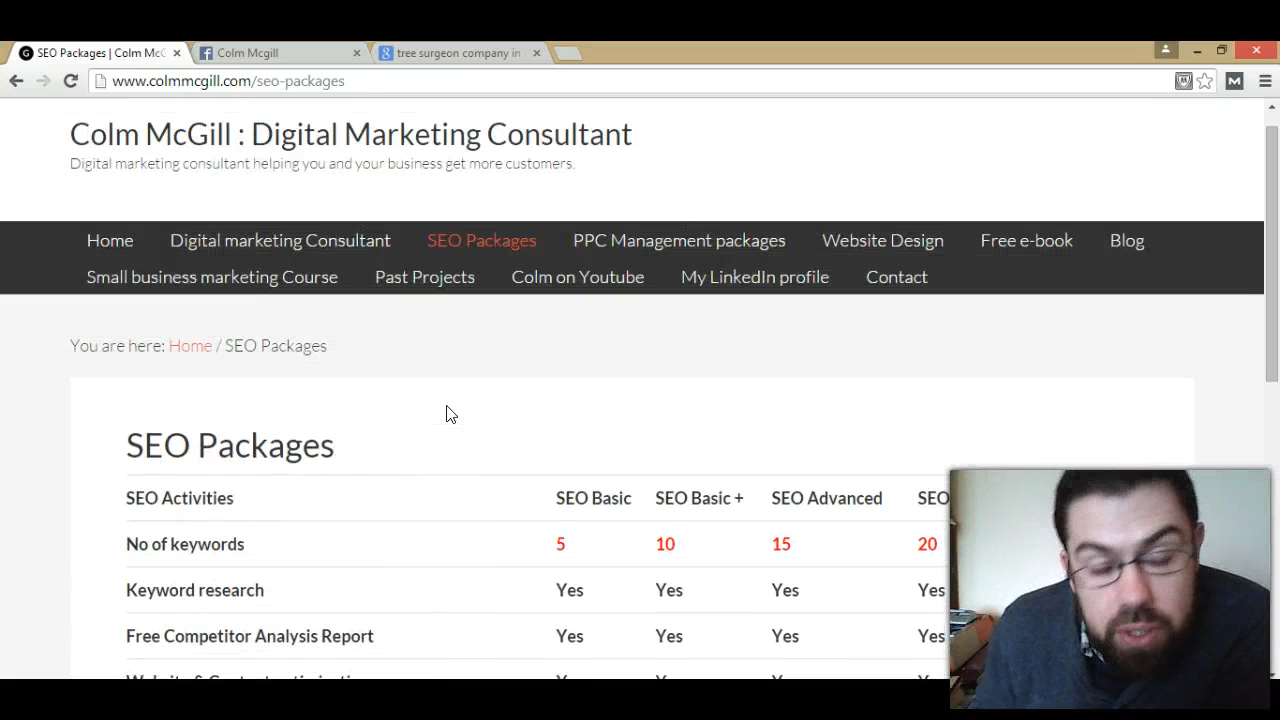 SEO Packages | Colm McG
Colm Mcgill
tree surgeon company in
www.colmmcgill.com/seo-packages
Colm McGill : Digital Marketing Consultant
Digital marketing consultant helping you and your business get more customers.
Home Digital marketing Consultant SEO Packages PPC Management packages Website Design Free e-book Blog
Small business marketing Course Past Projects Colm on Youtube My LinkedIn profile Contact
You are here: Home / SEO Packages
SEO Packages
SEO Activities SEO Basic SEO Basic + SEO Advanced SEO
No of keywords 5 10 15 20
Keyword research Yes Yes Yes Yes
Free Competitor Analysis Report Yes Yes Yes Yes